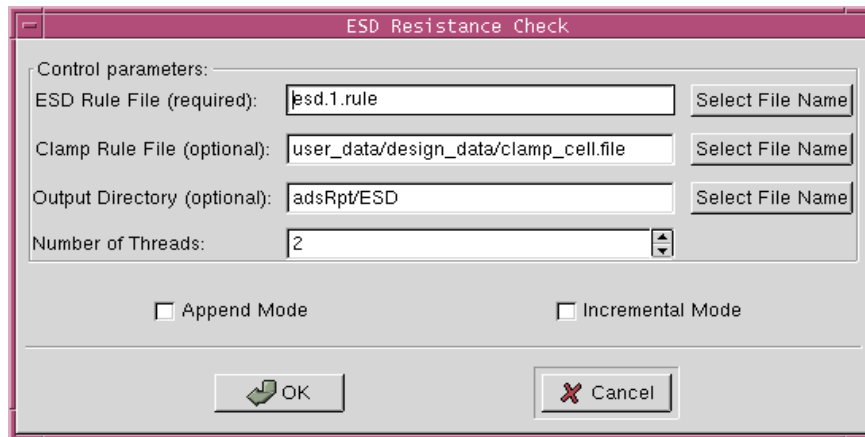 ESD Resistance Check
Control parameters:
ESD Rule File (required): esd.1.rule Select File Name
Clamp Rule File (optional): user_data/design_data/clamp_cell.file Select File Name
Output Directory (optional): adsRpt/ESD Select File Name
Number of Threads: 2
Append Mode Incremental Mode
OK Cancel